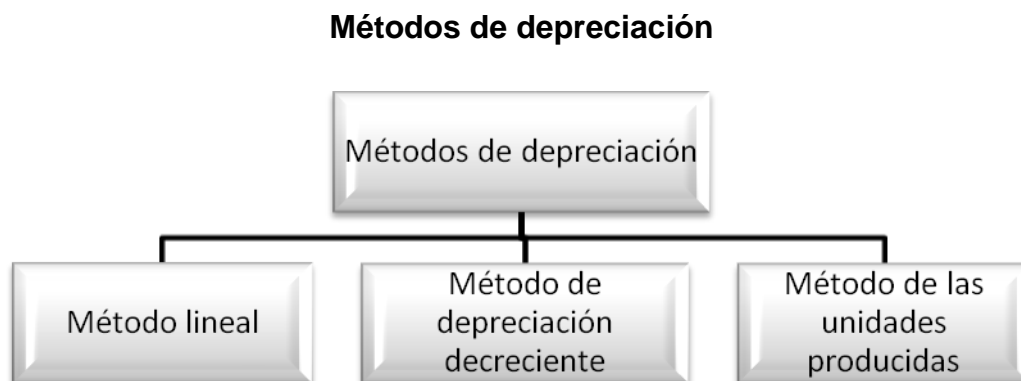 Métodos de depreciación
Métodos de depreciación
Método lineal
Método de
depreciación
decreciente
Método de las
unidades
producidas